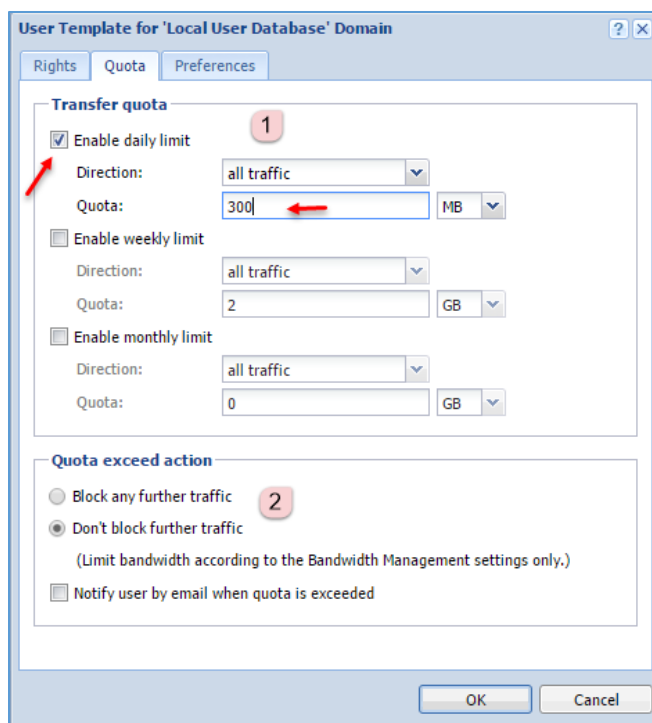 User Template for 'Local User Database' Domain
Rights Quota Preferences
Transfer quota
1
Enable daily limit
Direction: all traffic
Quota: 300 MB
Enable weekly limit
Direction: all traffic
Quota: 2 GB
Enable monthly limit
Direction: all traffic
Quota: 0 GB
Quota exceed action
Block any further traffic
2
Don't block further traffic
(Limit bandwidth according to the Bandwidth Management settings only.)
Notify user by email when quota is exceeded
OK Cancel